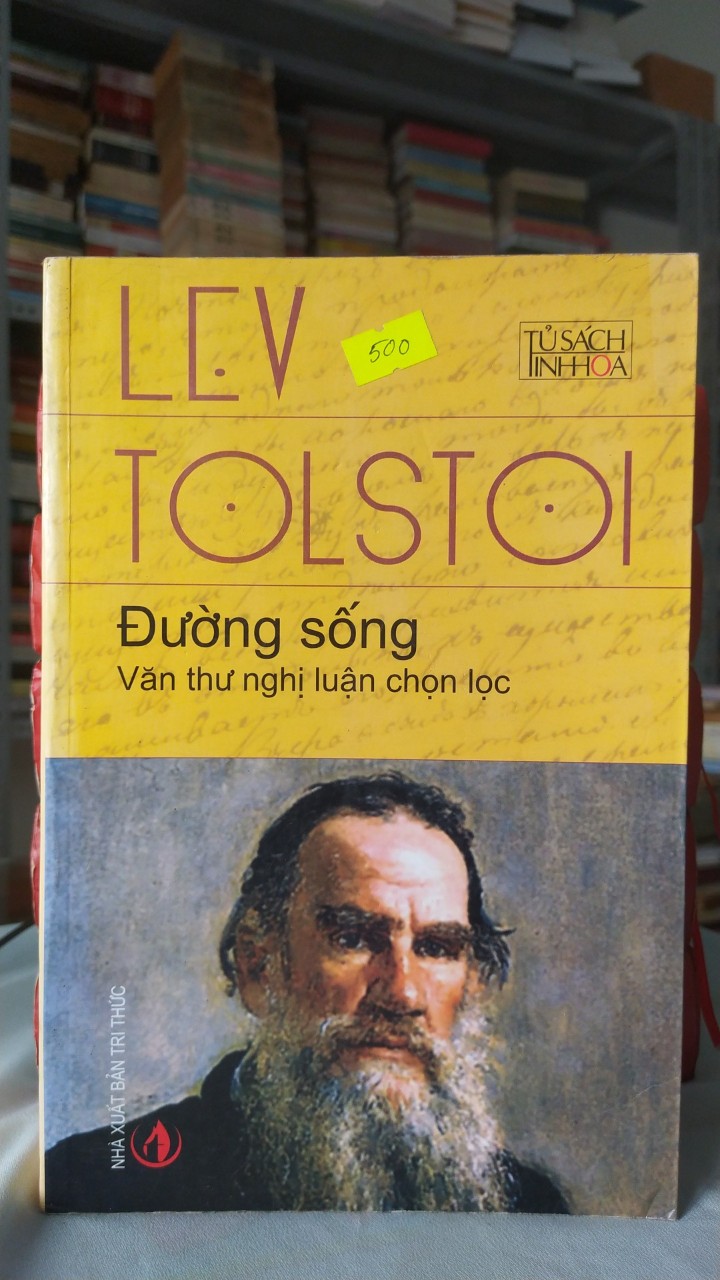 LEV
500
TỦ SÁCH
TINH HOA
TOLSTOI
Đường sống
Văn thư nghị luận chọn lọc
NHÀ XUẤT BẢN TRI THỨC